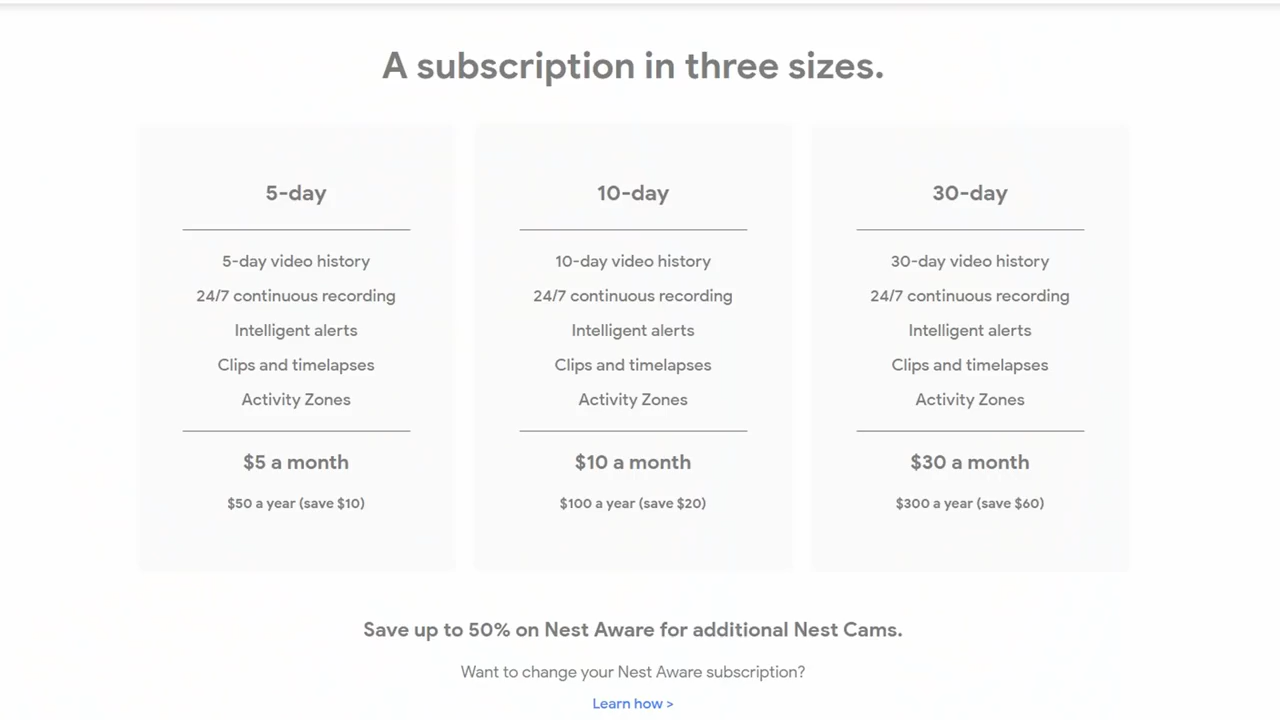 A subscription in three sizes.
5-day
5-day video history
24/7 continuous recording
Intelligent alerts
Clips and timelapses
Activity Zones
$5 a month
$50 a year (save $10)
10-day
10-day video history
24/7 continuous recording
Intelligent alerts
Clips and timelapses
Activity Zones
$10 a month
$100 a year (save $20)
30-day
30-day video history
24/7 continuous recording
Intelligent alerts
Clips and timelapses
Activity Zones
$30 a month
$300 a year (save $60)
Save up to 50% on Nest Aware for additional Nest Cams.
Want to change your Nest Aware subscription?
Learn how >